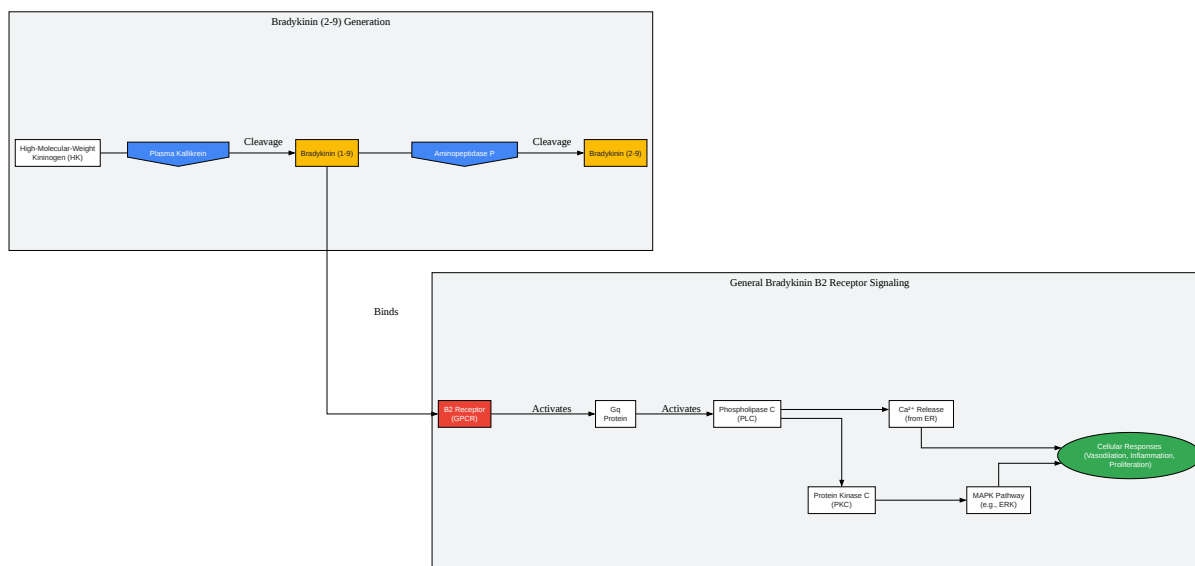 Bradykinin (2-9) Generation
High-Molecular-Weight
Kininogen (HK)
Plasma Kallikrein
Cleavage
Bradykinin (1-9)
Aminopeptidase P
Cleavage
Bradykinin (2-9)
Binds
General Bradykinin B2 Receptor Signaling
B2 Receptor
(GPCR)
Activates
Gq
Protein
Activates
Phospholipase C
(PLC)
Ca²⁺ Release
(from ER)
Cellular Responses
(Vasodilation, Inflammation,
Proliferation)
Protein Kinase C
(PKC)
MAPK Pathway
(e.g., ERK)